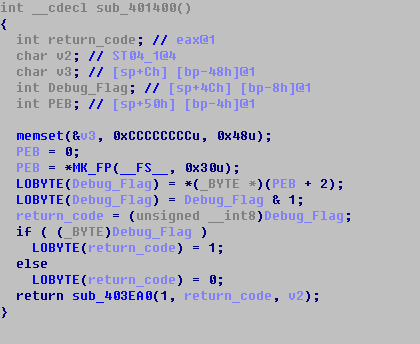 int __cdecl sub_401400()
{
  int return_code; // eax@1
  char v2; // ST04_1@4
  char v3; // [sp+Ch] [bp-48h]@1
  int Debug_Flag; // [sp+4Ch] [bp-8h]@1
  int PEB; // [sp+50h] [bp-4h]@1

  memset(&v3, 0xCCCCCCCCu, 0x48u);
  PEB = 0;
  PEB = *MK_FP(__FS__, 0x30u);
  LOBYTE(Debug_Flag) = *(_BYTE *)(PEB + 2);
  LOBYTE(Debug_Flag) = Debug_Flag & 1;
  return_code = (unsigned __int8)Debug_Flag;
  if ( (_BYTE)Debug_Flag )
    LOBYTE(return_code) = 1;
  else
    LOBYTE(return_code) = 0;
  return sub_403EA0(1, return_code, v2);
}